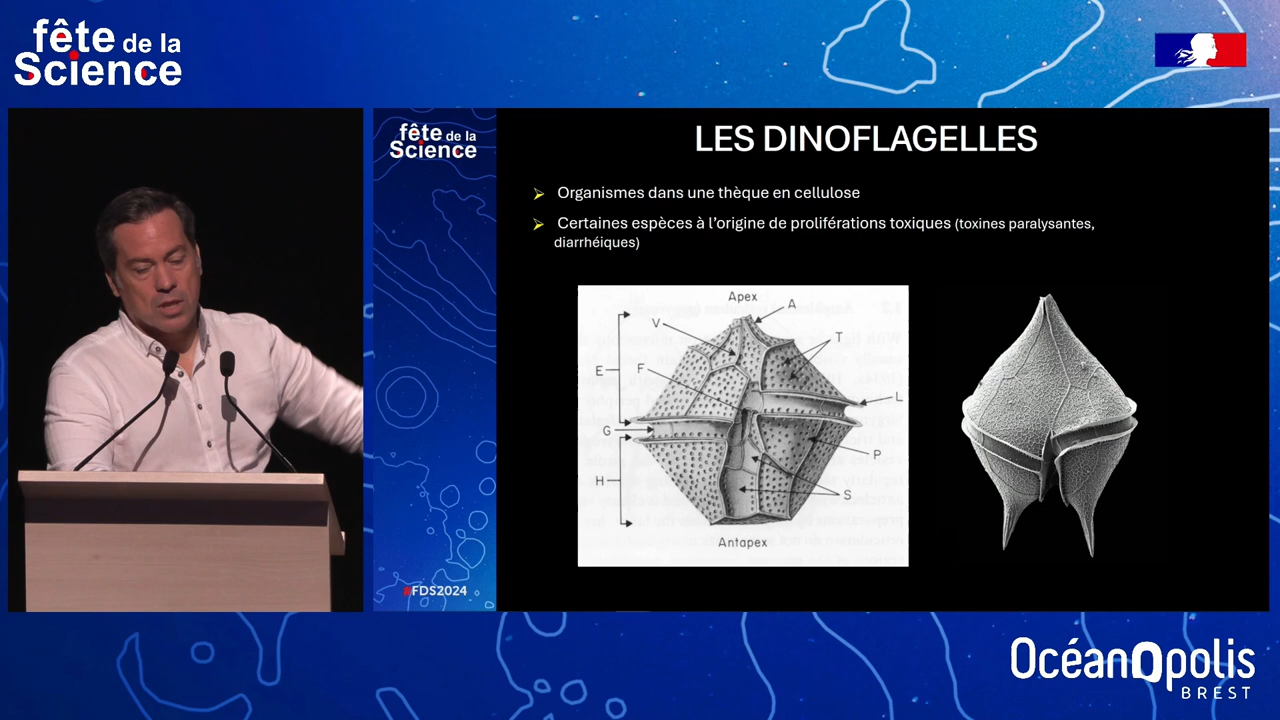 fête de la
Science
fête de la
Science
LES DINOFLAGELLES
Organismes dans une thèque en cellulose
Certaines espèces à l'origine de proliférations toxiques (toxines paralysantes,
diarrhéiques)
Apex
A
V
T
E
F
L
G
P
H
S
Antapex
#FDS2024
OcéanOpolis
BREST